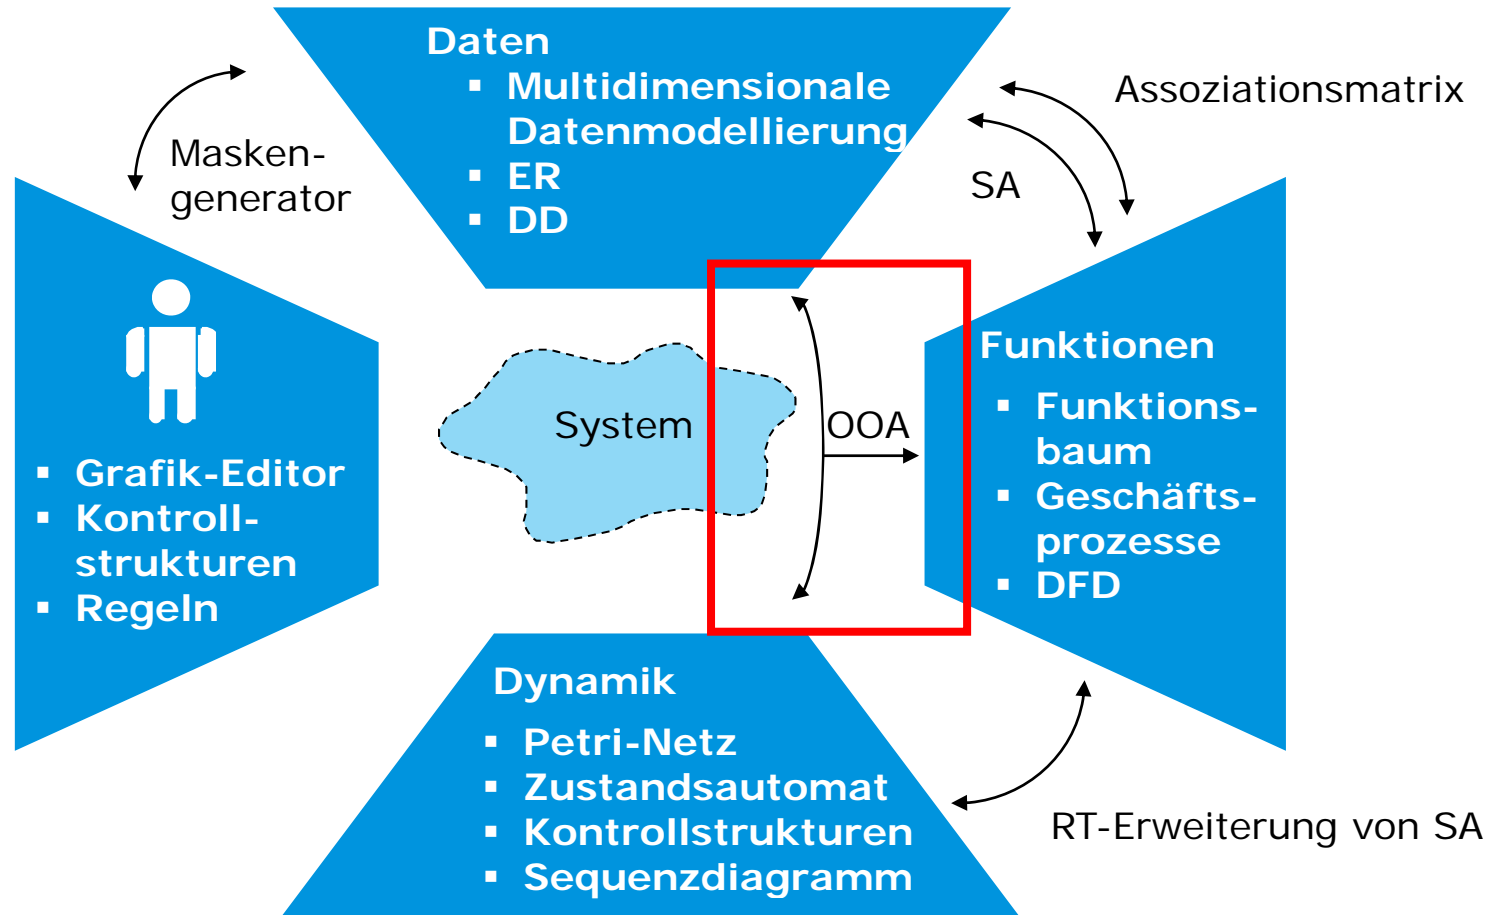 Daten
▪ Multidimensionale
Datenmodellierung
▪ ER
▪ DD
Assoziationsmatrix
SA
Masken-
generator
▪ Grafik-Editor
▪ Kontroll-
strukturen
▪ Regeln
System
OOA
Funktionen
▪ Funktions-
baum
▪ Geschäfts-
prozesse
▪ DFD
Dynamik
▪ Petri-Netz
▪ Zustandsautomat
▪ Kontrollstrukturen
▪ Sequenzdiagramm
RT-Erweiterung von SA